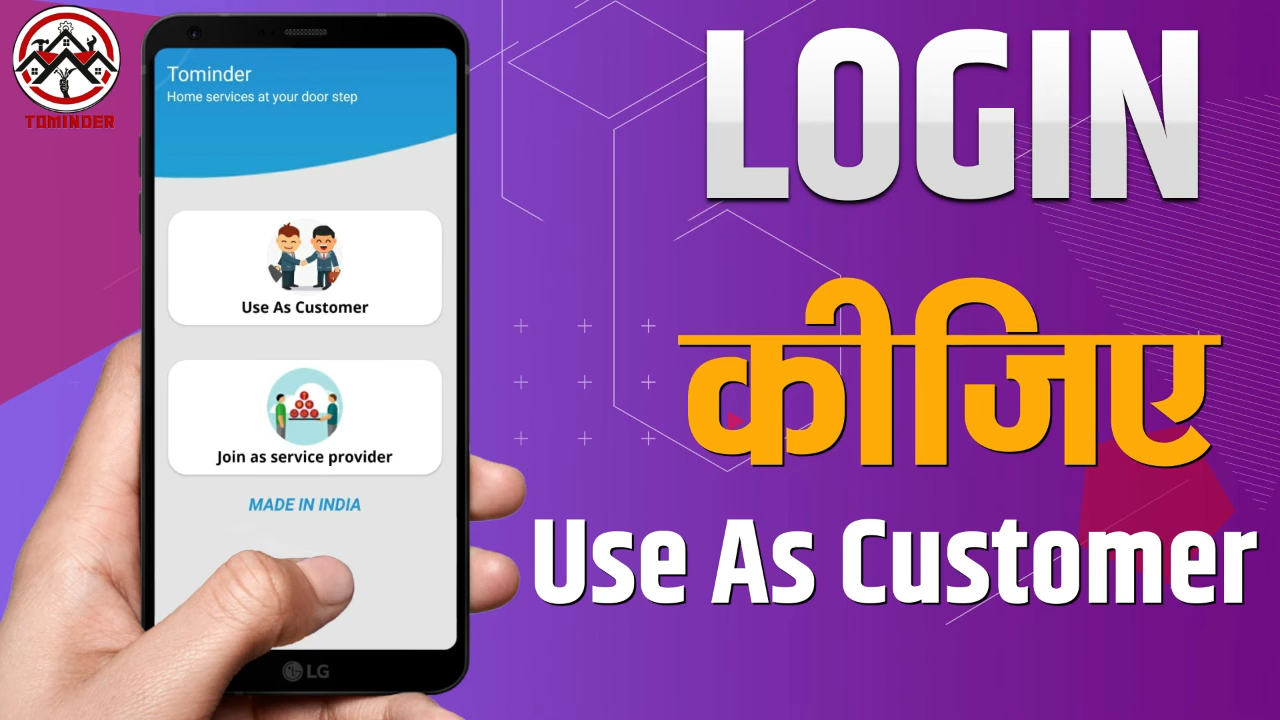 TOMINDER
Tominder
Home services at your door step
Use As Customer
Join as service provider
MADE IN INDIA
LG
LOGIN
कीजिए
Use As Customer